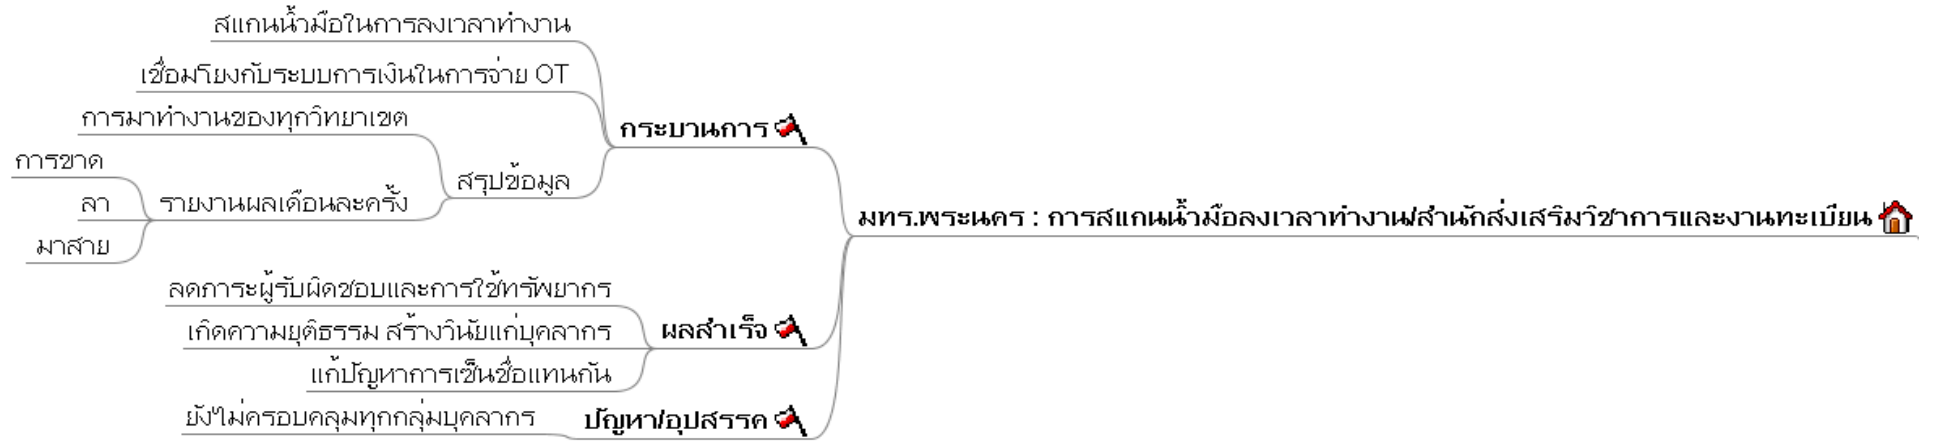 สแกนนิ้วมือในการลงเวลาทำงาน
เชื่อมโยงกับระบบการเงินในการจ่าย OT
การมาทำงานของทุกวิทยาเขต
กระบวนการ
การขาด
สรุปข้อมูล
ลา
รายงานผลเดือนละครั้ง
มาสาย
มทร.พระนคร : การสแกนนิ้วมือลงเวลาทำงาน/สำนักส่งเสริมวิชาการและงานทะเบียน
ลดภาระผู้รับผิดชอบและการใช้ทรัพยากร
เกิดความยุติธรรม สร้างวินัยแก่บุคลากร
ผลสำเร็จ
แก้ปัญหาการเซ็นชื่อแทนกัน
ยังไม่ครอบคลุมทุกกลุ่มบุคลากร
ปัญหา/อุปสรรค